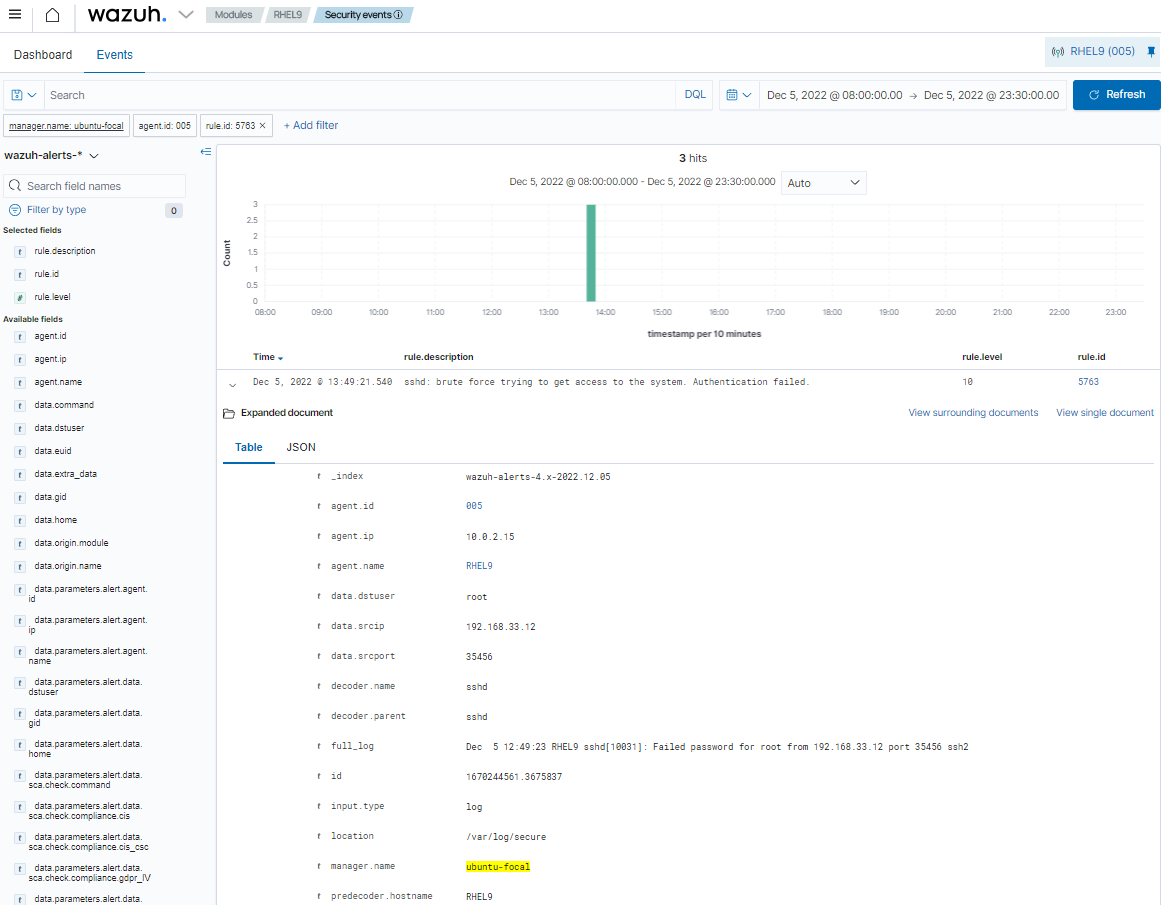 wazuh. Modules RHEL9 Security events
Dashboard Events RHEL9 (005)
Search DQL Dec 5, 2022 @ 08:00:00.00 → Dec 5, 2022 @ 23:30:00.00 Refresh
manager.name: ubuntu-focal agent.id: 005 rule.id: 5763 × + Add filter
wazuh-alerts-*
Search field names
Filter by type 0
Selected fields
t rule.description
t rule.id
# rule.level
Available fields
t agent.id
t agent.ip
t agent.name
t data.command
t data.dstuser
t data.euid
t data.extra_data
t data.gid
t data.home
t data.origin.module
t data.origin.name
t data.parameters.alert.agent.
id
t data.parameters.alert.agent.
ip
t data.parameters.alert.agent.
name
t data.parameters.alert.data.
dstuser
t data.parameters.alert.data.
gid
t data.parameters.alert.data.
home
t data.parameters.alert.data.
sca.check.command
t data.parameters.alert.data.
sca.check.compliance.cis
t data.parameters.alert.data.
sca.check.compliance.cis_csc
t data.parameters.alert.data.
sca.check.compliance.gdpr_IV
t data.parameters.alert.data.
3 hits
Dec 5, 2022 @ 08:00:00.000 - Dec 5, 2022 @ 23:30:00.000 Auto
Count
3
2.5
2
1.5
1
0.5
0
08:00 09:00 10:00 11:00 12:00 13:00 14:00 15:00 16:00 17:00 18:00 19:00 20:00 21:00 22:00 23:00
timestamp per 10 minutes
Time rule.description rule.level rule.id
Dec 5, 2022 @ 13:49:21.540 sshd: brute force trying to get access to the system. Authentication failed. 10 5763
Expanded document View surrounding documents View single document
Table JSON
t _index wazuh-alerts-4.x-2022.12.05
t agent.id 005
t agent.ip 10.0.2.15
t agent.name RHEL9
t data.dstuser root
t data.srcip 192.168.33.12
t data.srcport 35456
t decoder.name sshd
t decoder.parent sshd
t full_log Dec  5 12:49:23 RHEL9 sshd[10031]: Failed password for root from 192.168.33.12 port 35456 ssh2
t id 1670244561.3675837
t input.type log
t location /var/log/secure
t manager.name ubuntu-focal
t predecoder.hostname RHEL9